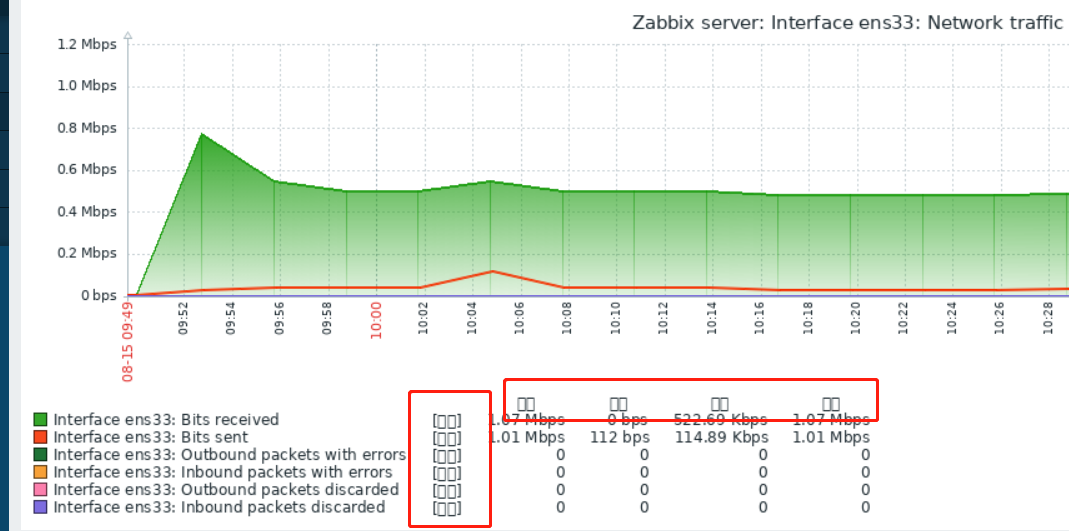 Zabbix server: Interface ens33: Network traffic
1.2 Mbps
1.0 Mbps
0.8 Mbps
0.6 Mbps
0.4 Mbps
0.2 Mbps
0 bps
08-15 09:49 09:52 09:54 09:56 09:58 10:00 10:02 10:04 10:06 10:08 10:10 10:12 10:14 10:16 10:18 10:20 10:22 10:24 10:26 10:28
□□ □□ □□ □□
Interface ens33: Bits received [□□] 1.07 Mbps 0 bps 522.69 Kbps 1.07 Mbps
Interface ens33: Bits sent [□□] 1.01 Mbps 112 bps 114.89 Kbps 1.01 Mbps
Interface ens33: Outbound packets with errors [□□] 0 0 0 0
Interface ens33: Inbound packets with errors [□□] 0 0 0 0
Interface ens33: Outbound packets discarded [□□] 0 0 0 0
Interface ens33: Inbound packets discarded [□□] 0 0 0 0